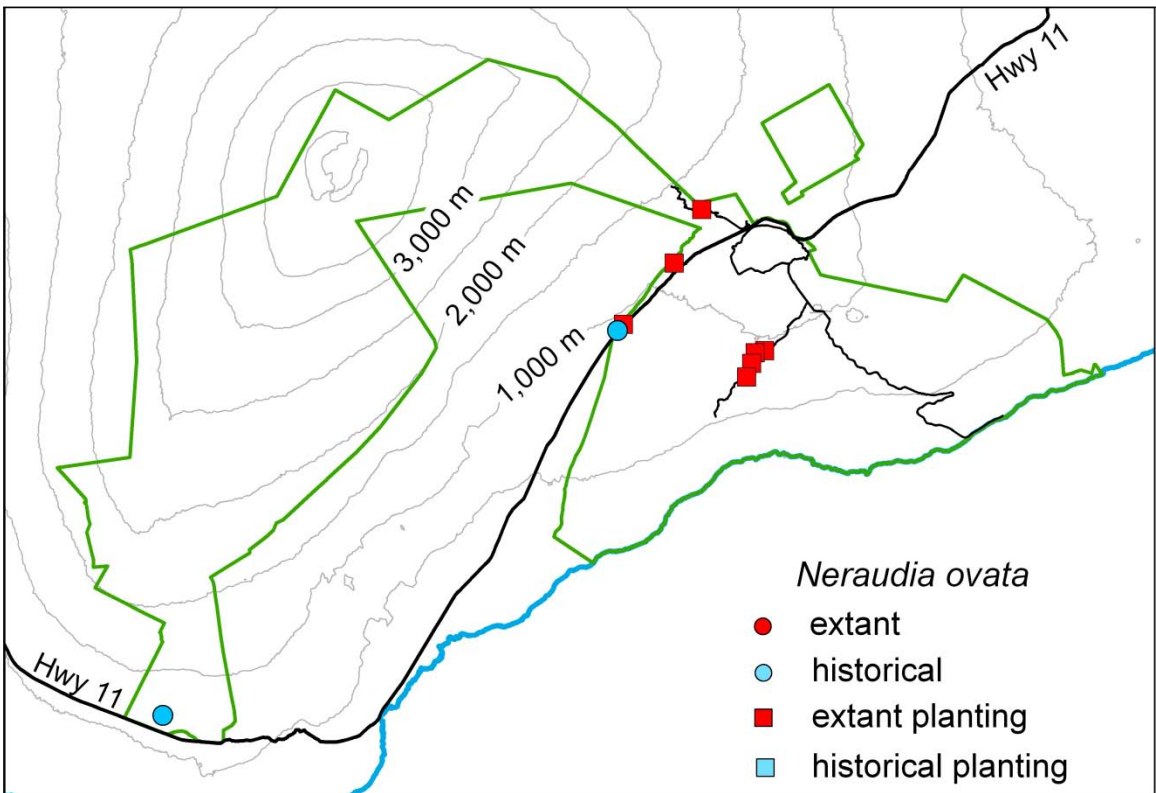 Hwy 11
3,000 m
2,000 m
1,000 m
Hwy 11
Neraudia ovata
extant
historical
extant planting
historical planting